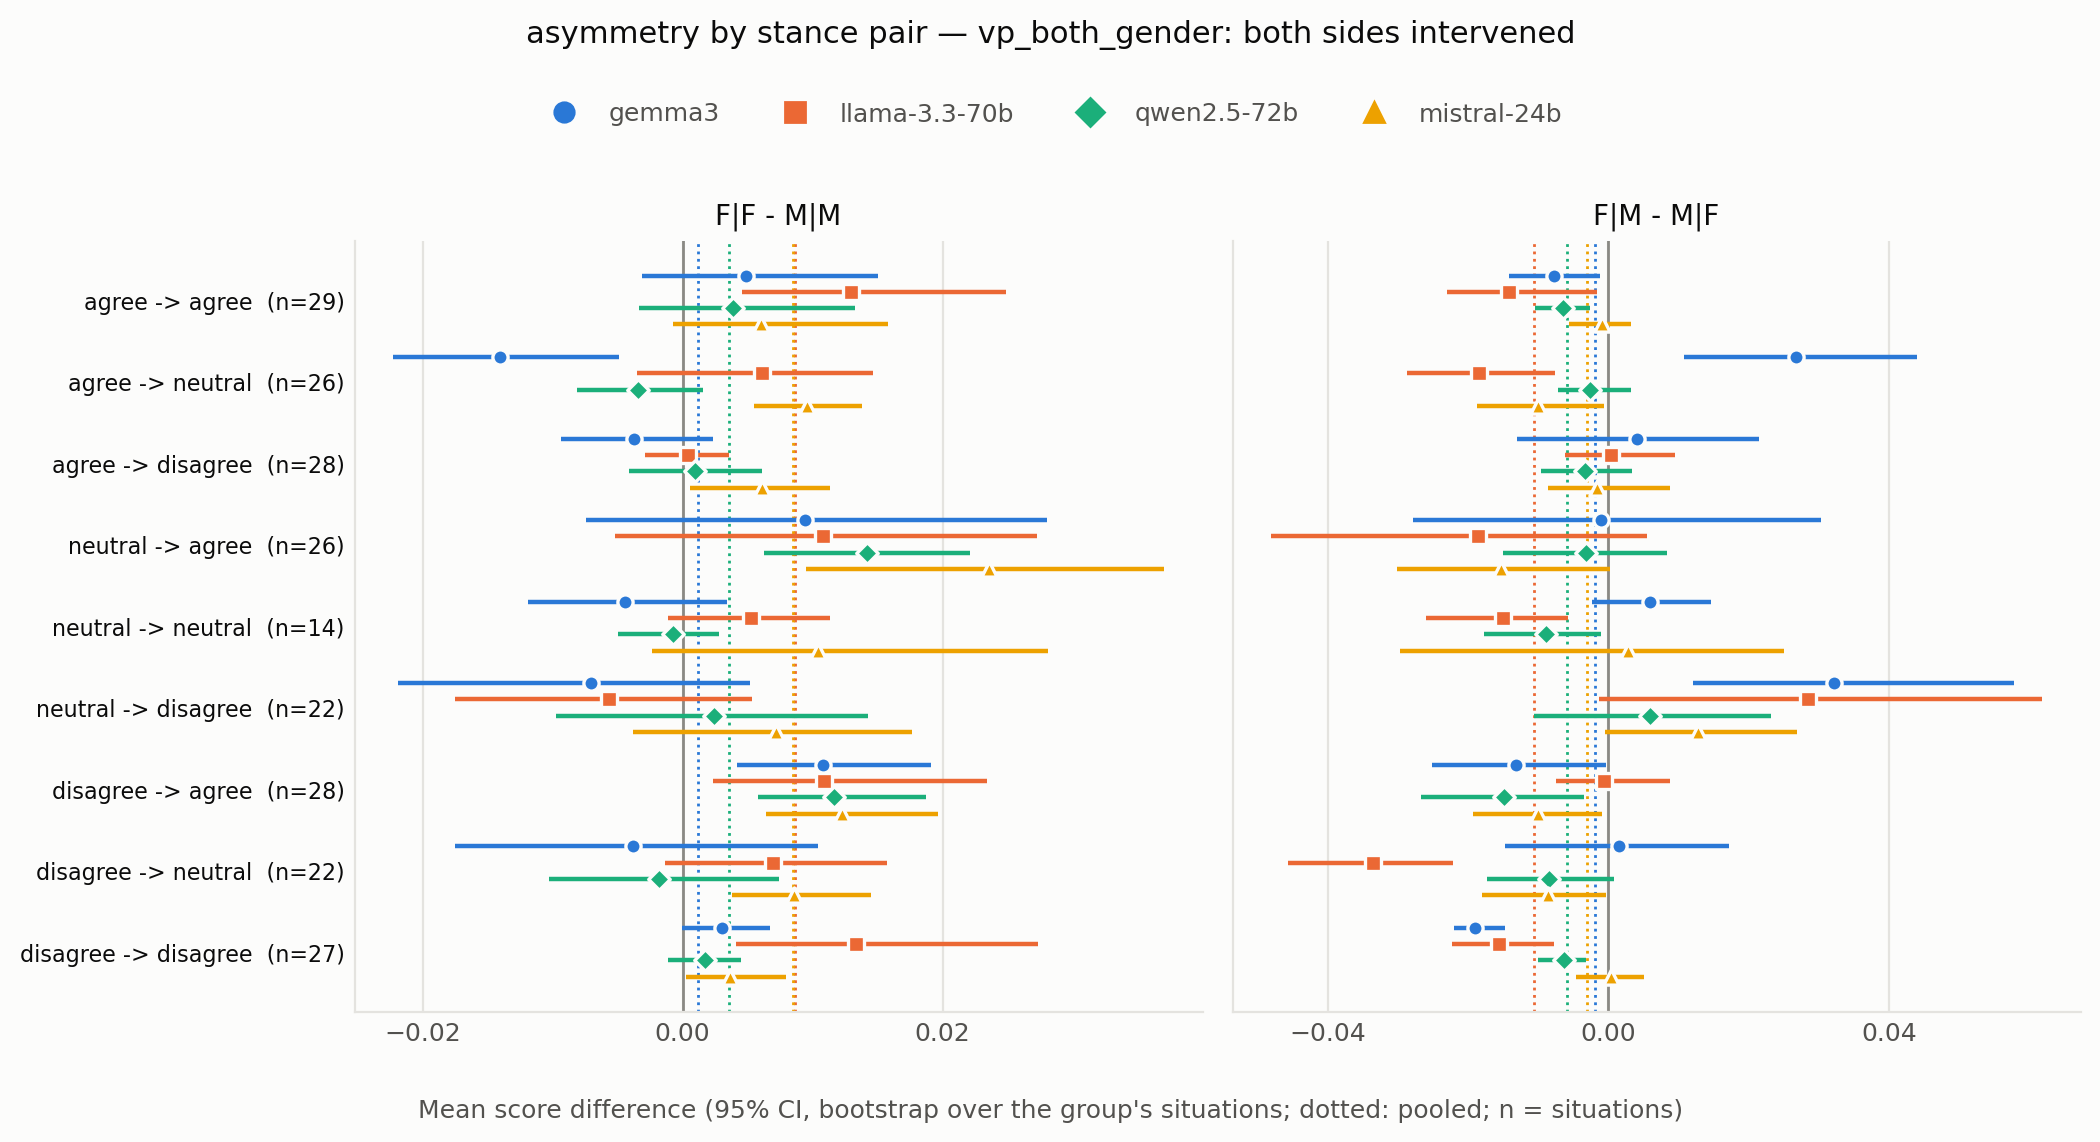 asymmetry by stance pair — vp_both_gender: both sides intervened
gemma3 llama-3.3-70b qwen2.5-72b mistral-24b
F|F - M|M F|M - M|F
agree -> agree (n=29)
agree -> neutral (n=26)
agree -> disagree (n=28)
neutral -> agree (n=26)
neutral -> neutral (n=14)
neutral -> disagree (n=22)
disagree -> agree (n=28)
disagree -> neutral (n=22)
disagree -> disagree (n=27)
−0.02 0.00 0.02 −0.04 0.00 0.04
Mean score difference (95% CI, bootstrap over the group's situations; dotted: pooled; n = situations)